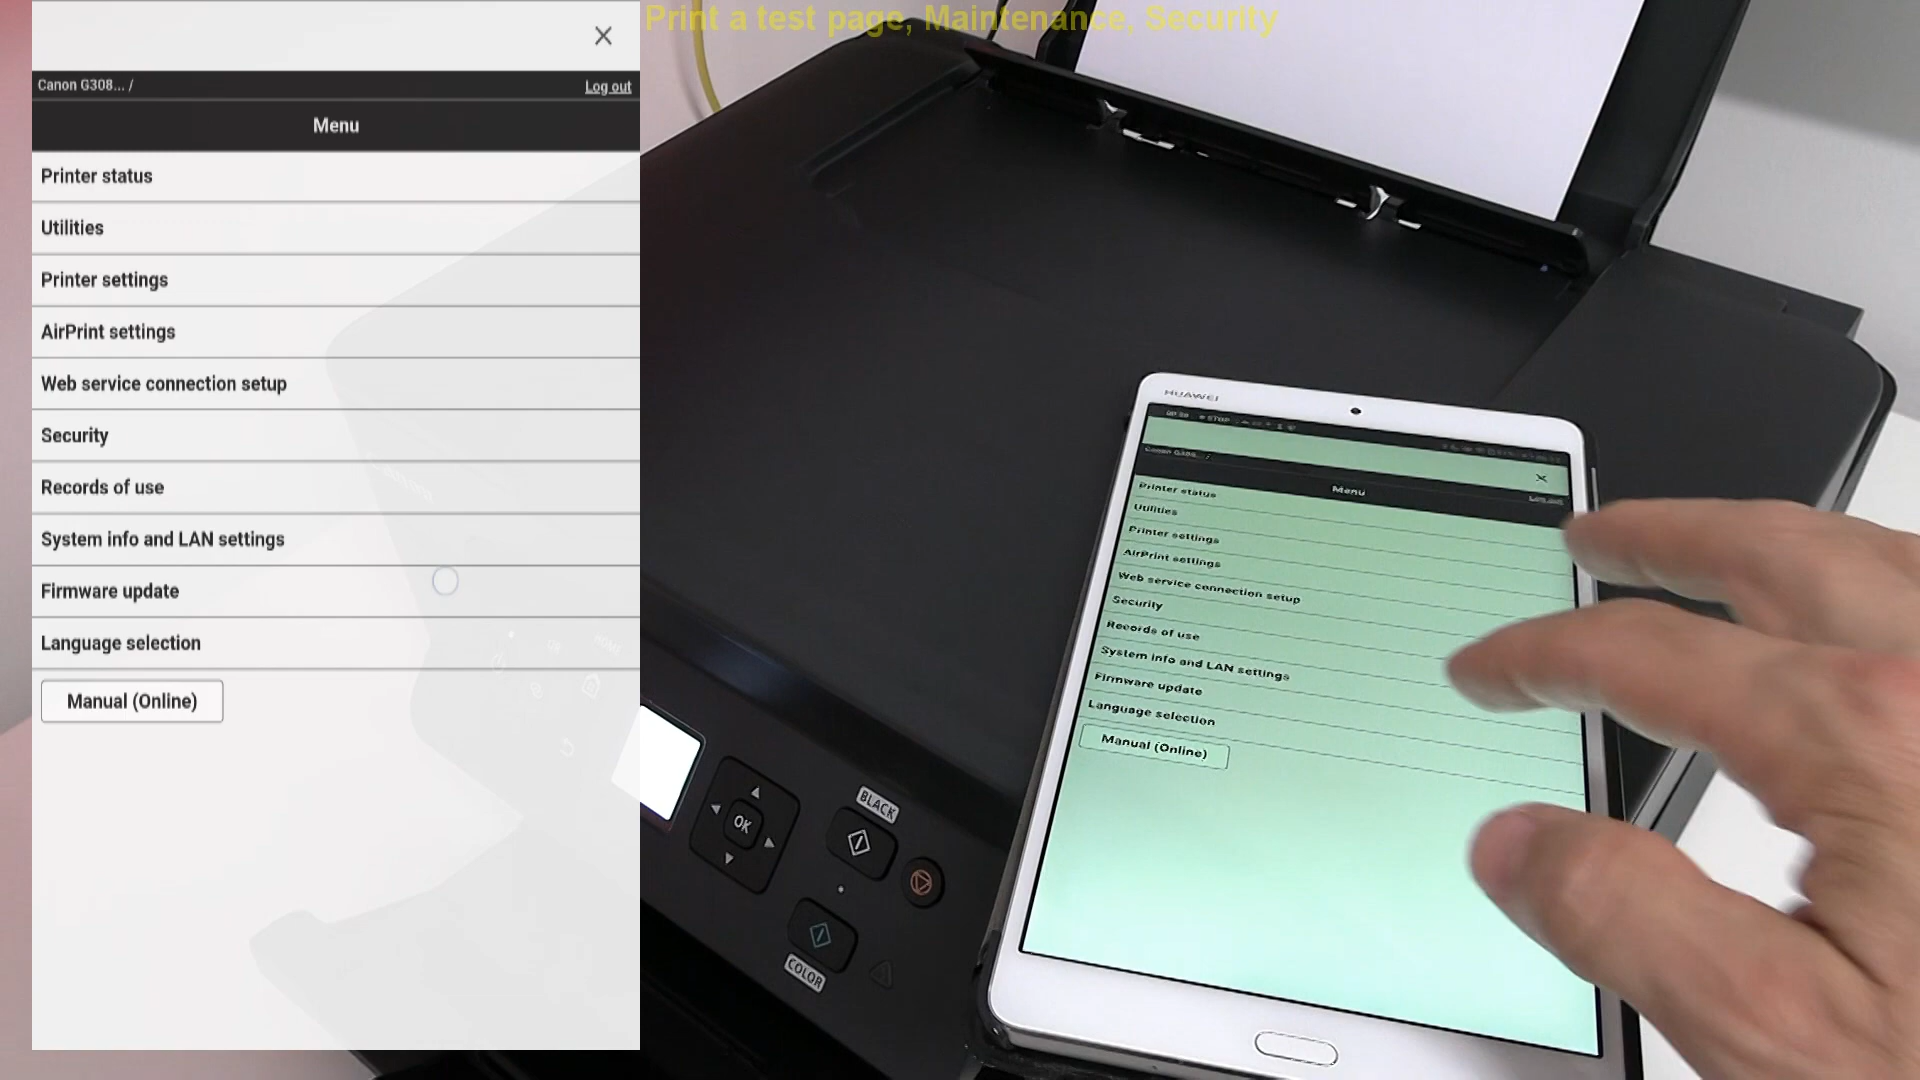 Print a test page, Maintenance, Security
Canon G308... /
Log out
Menu
Printer status
Utilities
Printer settings
AirPrint settings
Web service connection setup
Security
Records of use
System info and LAN settings
Firmware update
Language selection
Manual (Online)
HUAWEI
STOP
Canon G308... /
Menu
Log out
Printer status
Utilities
Printer settings
AirPrint settings
Web service connection setup
Security
Records of use
System info and LAN settings
Firmware update
Language selection
Manual (Online)
HOME
OK
BLACK
COLOR